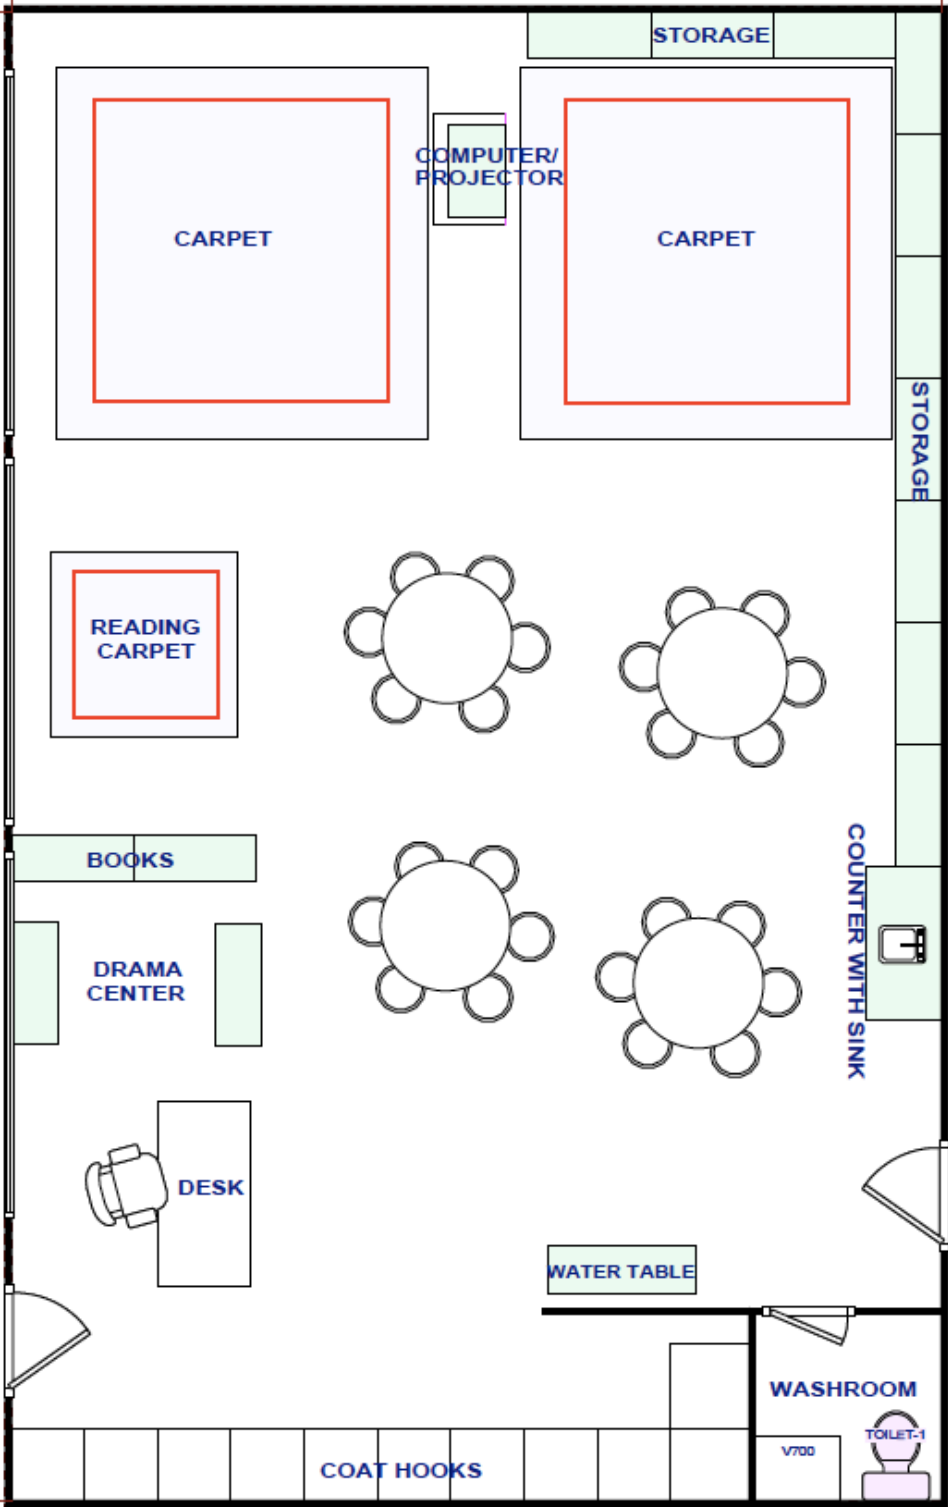 STORAGE
COMPUTER/
PROJECTOR
CARPET
CARPET
STORAGE
READING
CARPET
BOOKS
COUNTER WITH SINK
DRAMA
CENTER
DESK
WATER TABLE
WASHROOM
TOILET-1
V700
COAT HOOKS